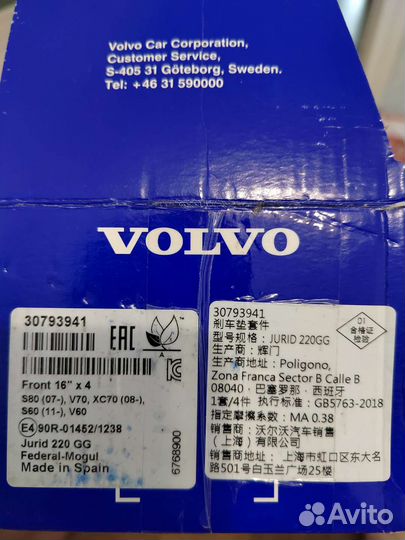 Volvo Car Corporation,
Customer Service,
S-405 31 Göteborg, Sweden.
Tel.: +46 31 590000
VOLVO
30793941
EAC
Front 16" x 4
S80 (07-), V70, XC70 (08-),
S60 (11-), V60
E4 90R-01452/1238
Jurid 220 GG
Federal-Mogul
Made in Spain
6768900
30793941
刹车垫套件
型号规格：JURID 220GG
生产商：辉门
生产商地址：Poligono,
Zona Franca Sector B Calle B
08040 · 巴塞罗那 · 西班牙
1套/4件 执行标准：GB5763-2018
指定摩擦系数：MA 0.38
销售商：沃尔沃汽车销售
（上海）有限公司
销售商地址：上海市虹口区东大名
路501号白玉兰广场25楼
01
合格证
检验
Avito